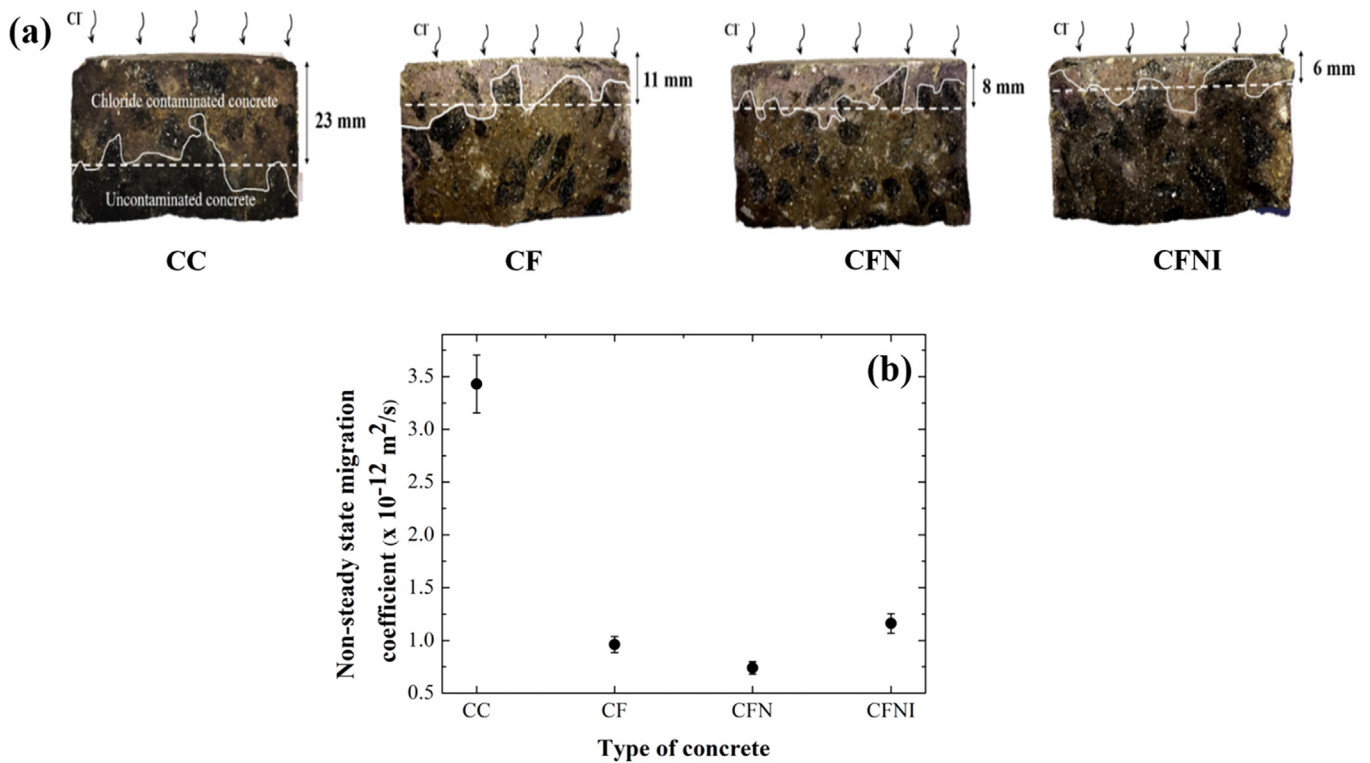 (a)
Cl-
Chloride contaminated concrete
23 mm
Uncontaminated concrete
CC
Cl-
11 mm
CF
Cl-
8 mm
CFN
Cl-
6 mm
CFNI
(b)
Non-steady state migration
coefficient (x 10⁻¹² m²/s)
3.5
3.0
2.5
2.0
1.5
1.0
0.5
CC CF CFN CFNI
Type of concrete